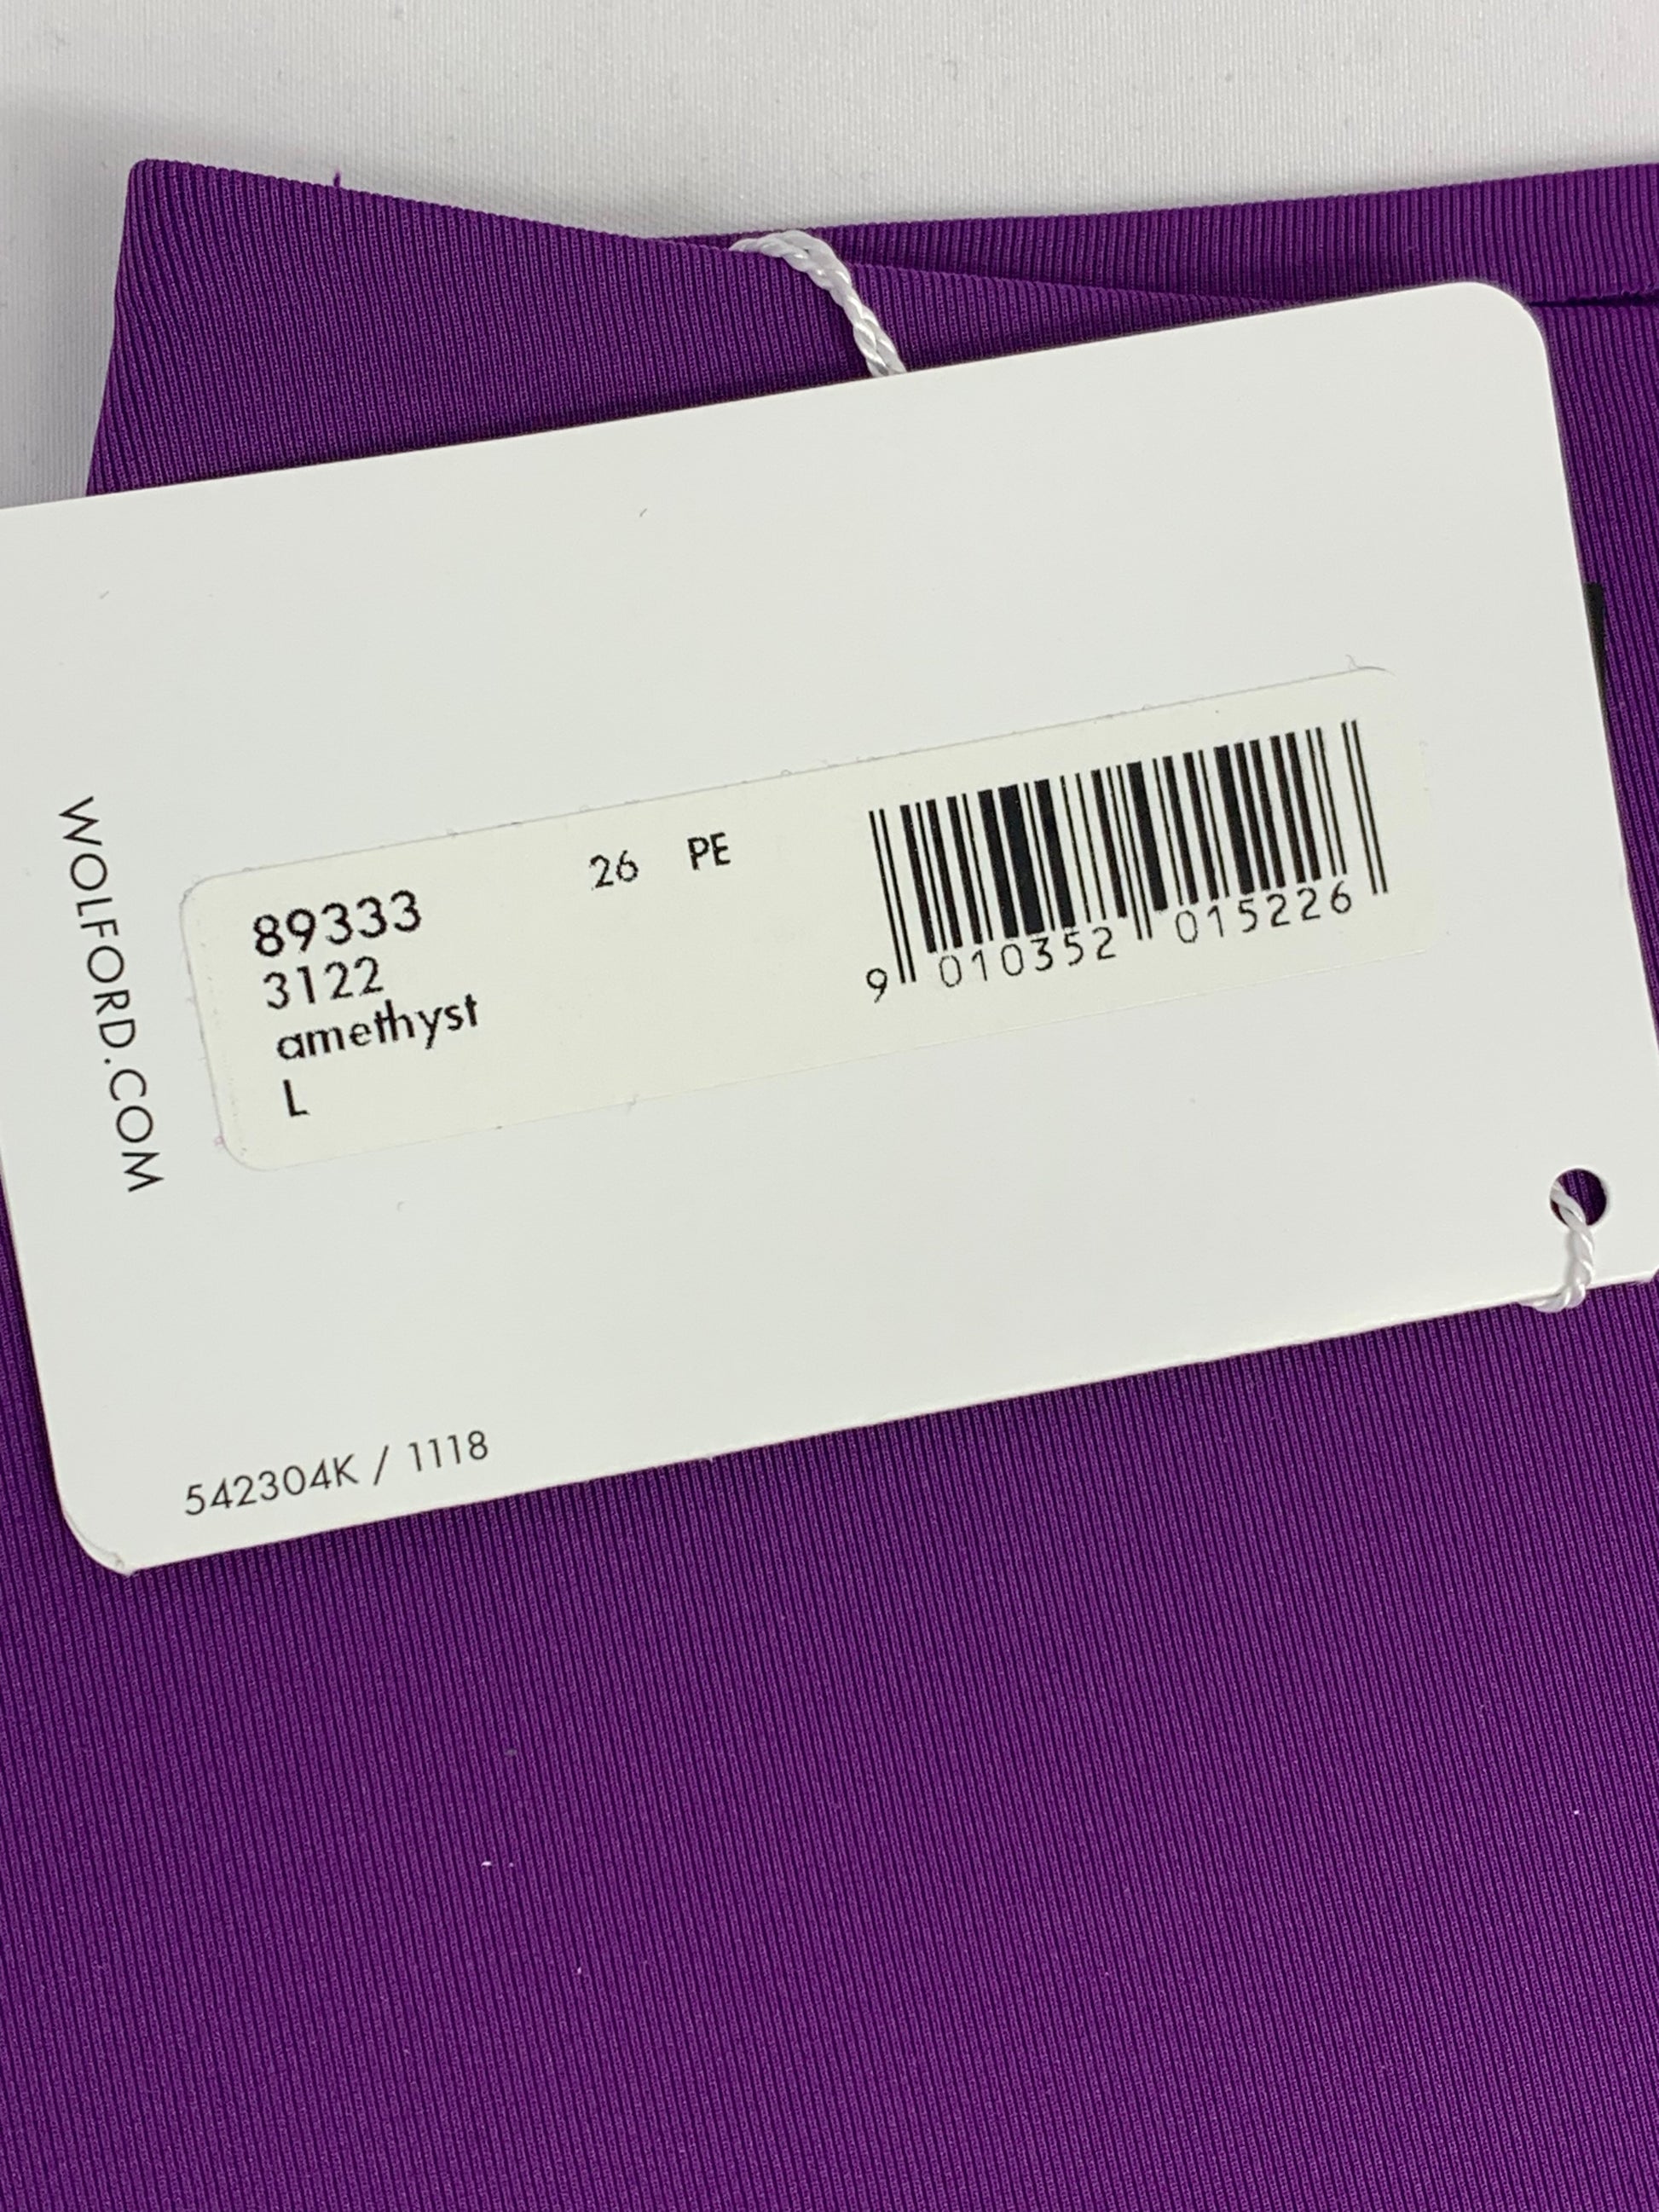 WOLFORD.COM
89333
26 PE
3122
amethyst
L
9 010352 015226
542304K / 1118